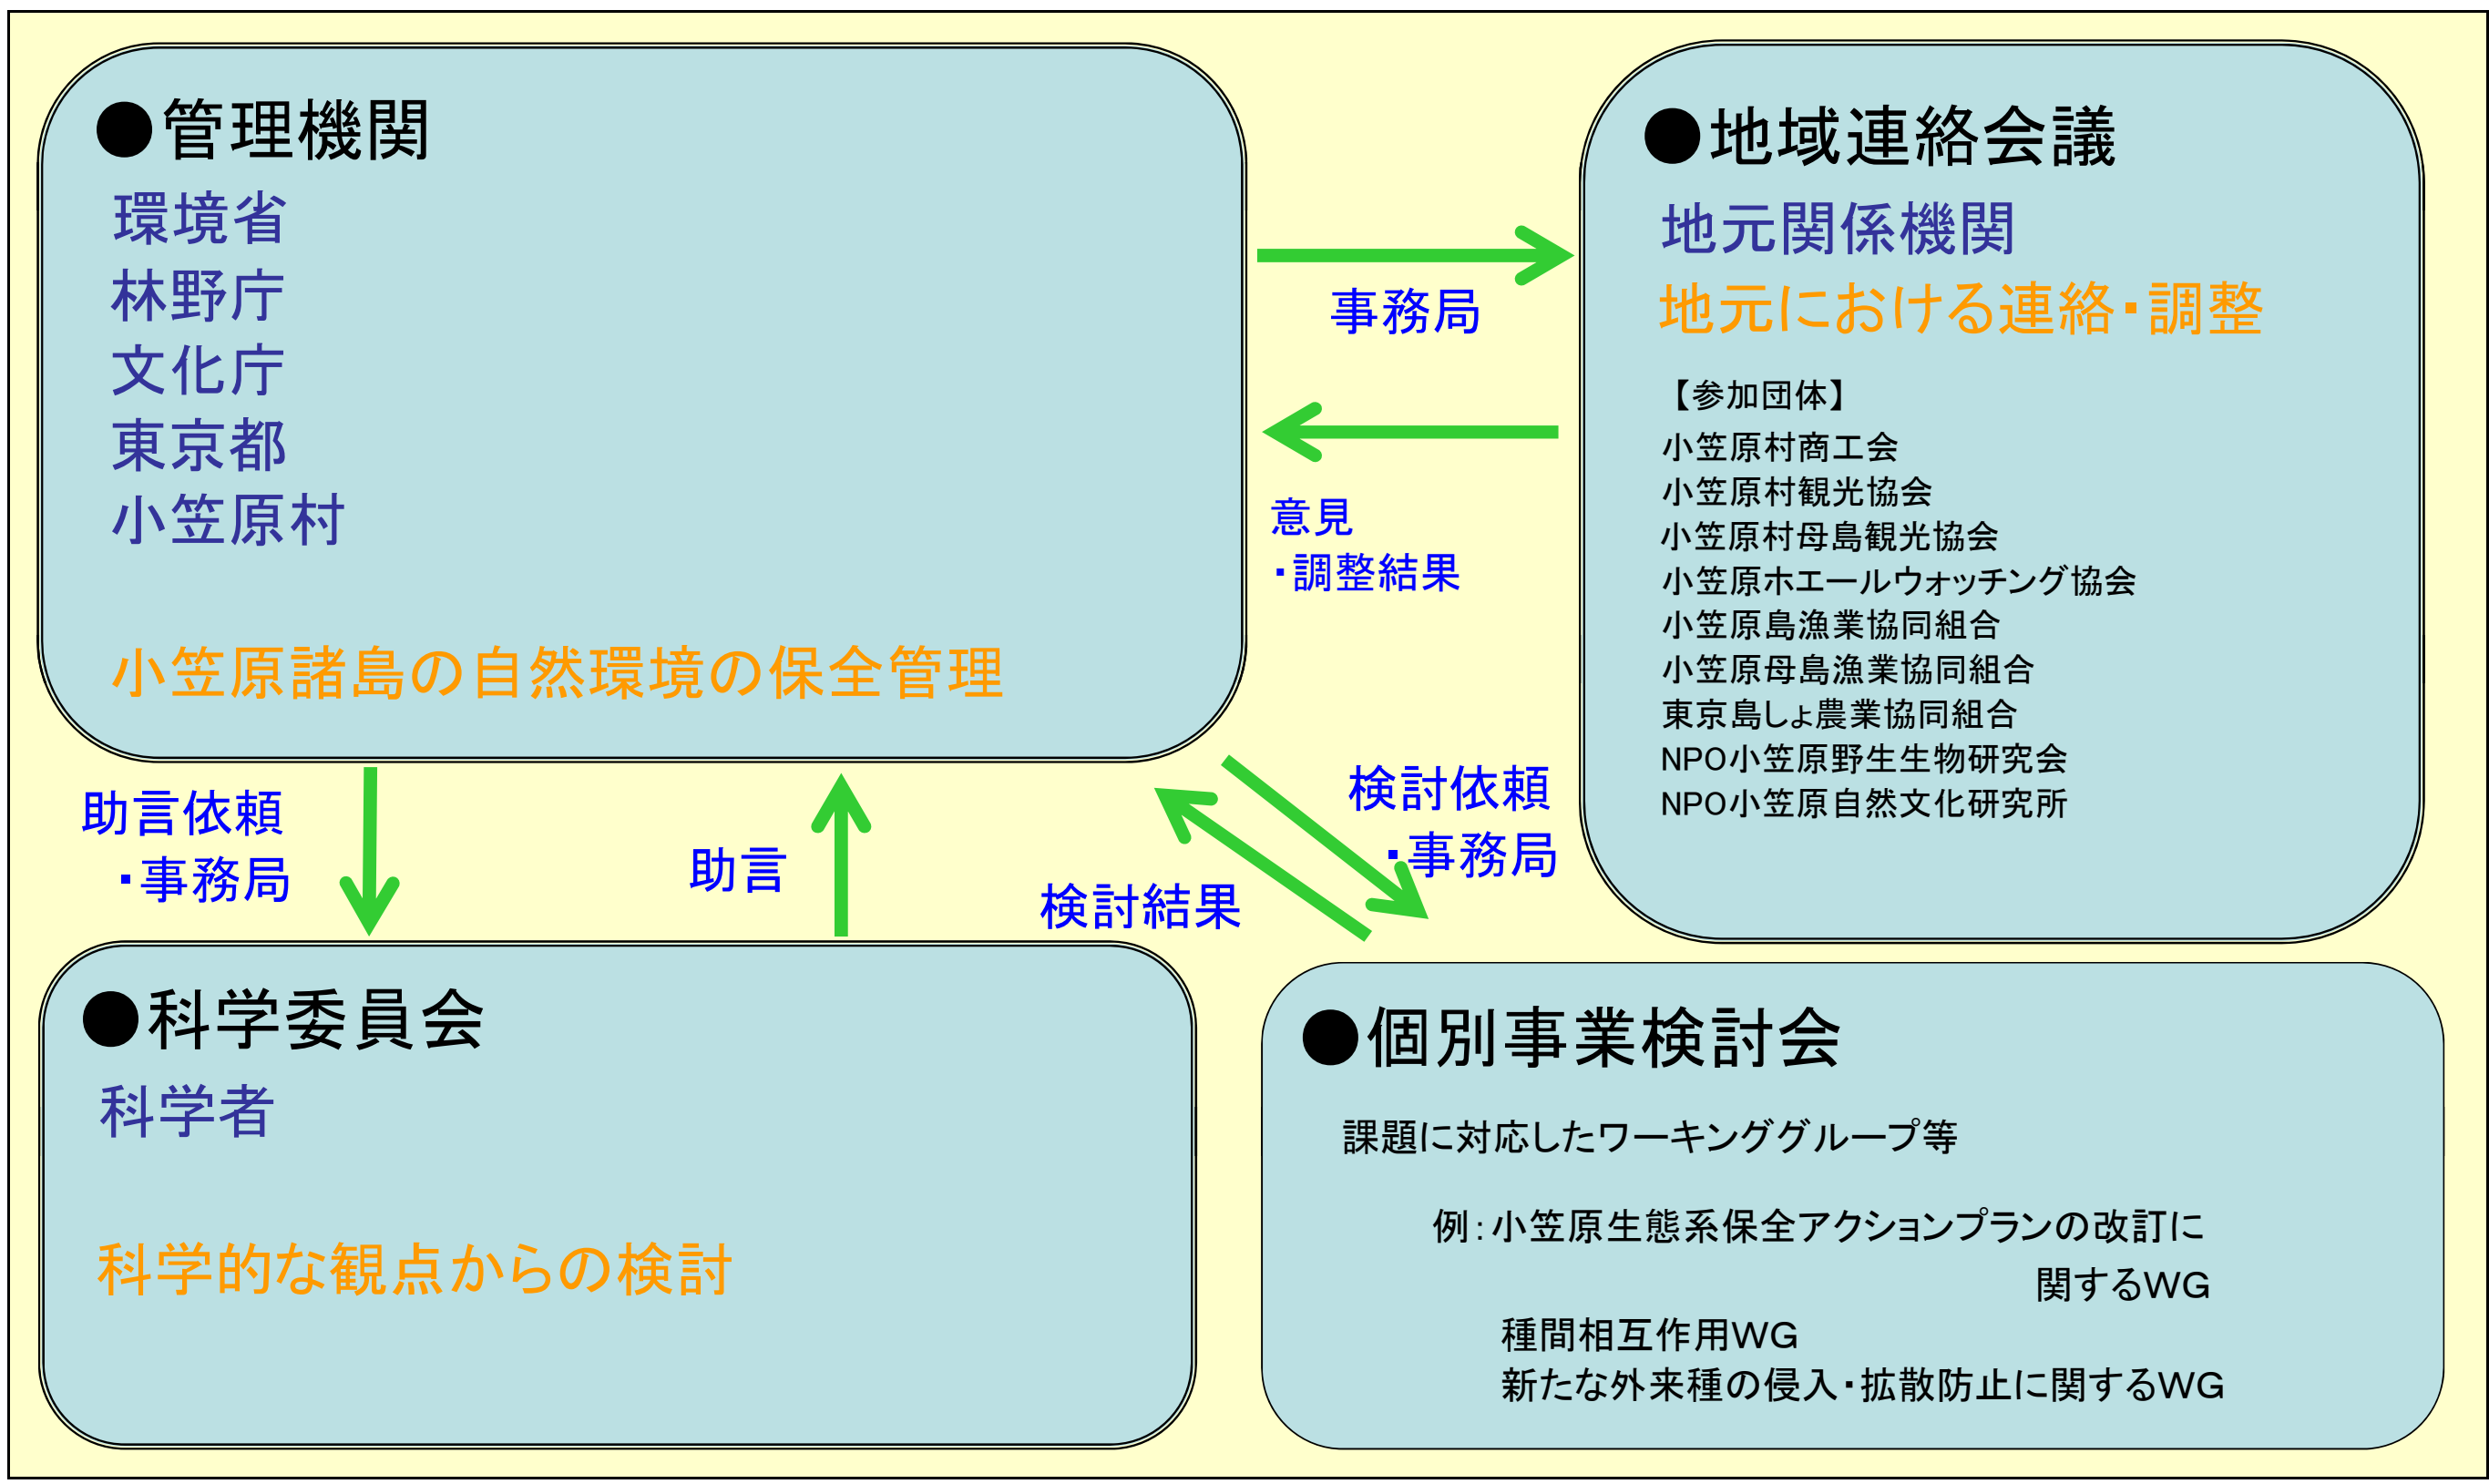 ●管理機関
環境省
林野庁
文化庁
東京都
小笠原村
小笠原諸島の自然環境の保全管理
事務局
意見
・調整結果
●地域連絡会議
地元関係機関
地元における連絡・調整
【参加団体】
小笠原村商工会
小笠原村観光協会
小笠原村母島観光協会
小笠原ホエールウォッチング協会
小笠原島漁業協同組合
小笠原母島漁業協同組合
東京島しょ農業協同組合
NPO小笠原野生生物研究会
NPO小笠原自然文化研究所
助言依頼
・事務局
助言
検討結果
検討依頼
・事務局
●科学委員会
科学者
科学的な観点からの検討
●個別事業検討会
課題に対応したワーキンググループ等
例：小笠原生態系保全アクションプランの改訂に
関するWG
種間相互作用WG
新たな外来種の侵入・拡散防止に関するWG